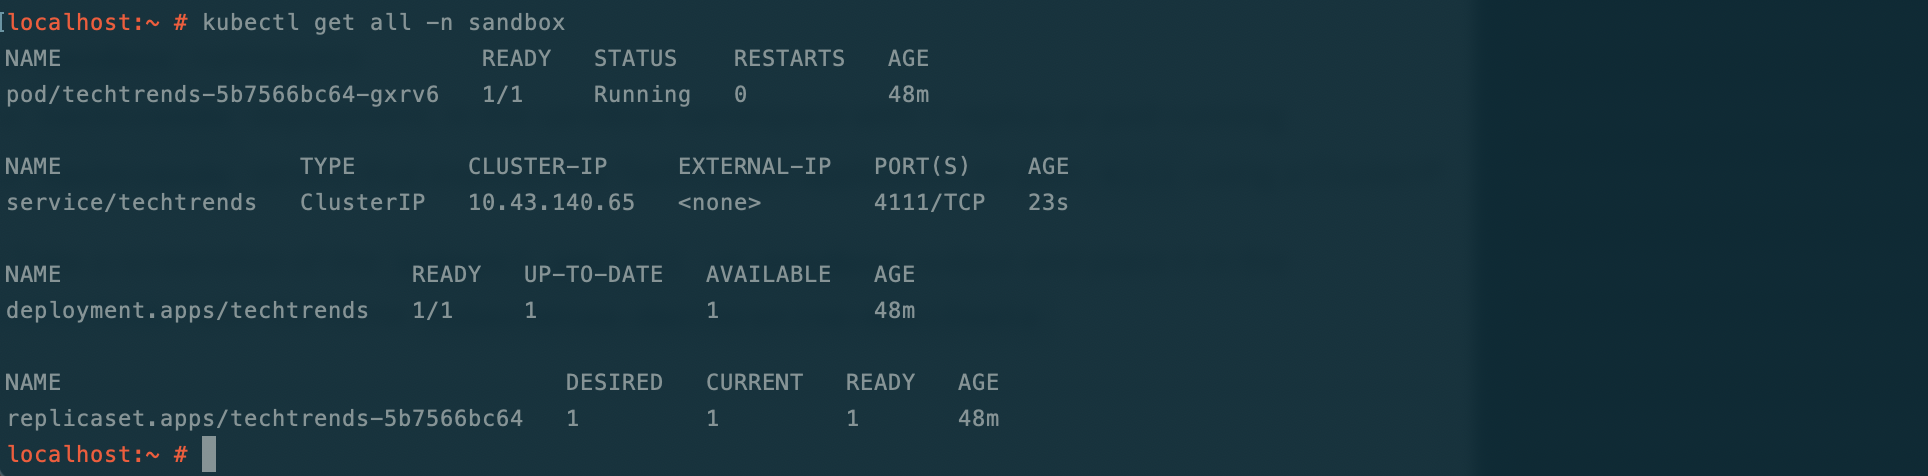 [localhost:~ # kubectl get all -n sandbox
NAME                                  READY   STATUS    RESTARTS   AGE
pod/techtrends-5b7566bc64-gxrv6   1/1     Running   0          48m

NAME                 TYPE        CLUSTER-IP     EXTERNAL-IP   PORT(S)    AGE
service/techtrends   ClusterIP   10.43.140.65   <none>        4111/TCP   23s

NAME                         READY   UP-TO-DATE   AVAILABLE   AGE
deployment.apps/techtrends   1/1     1            1           48m

NAME                                    DESIRED   CURRENT   READY   AGE
replicaset.apps/techtrends-5b7566bc64   1         1         1       48m
localhost:~ #